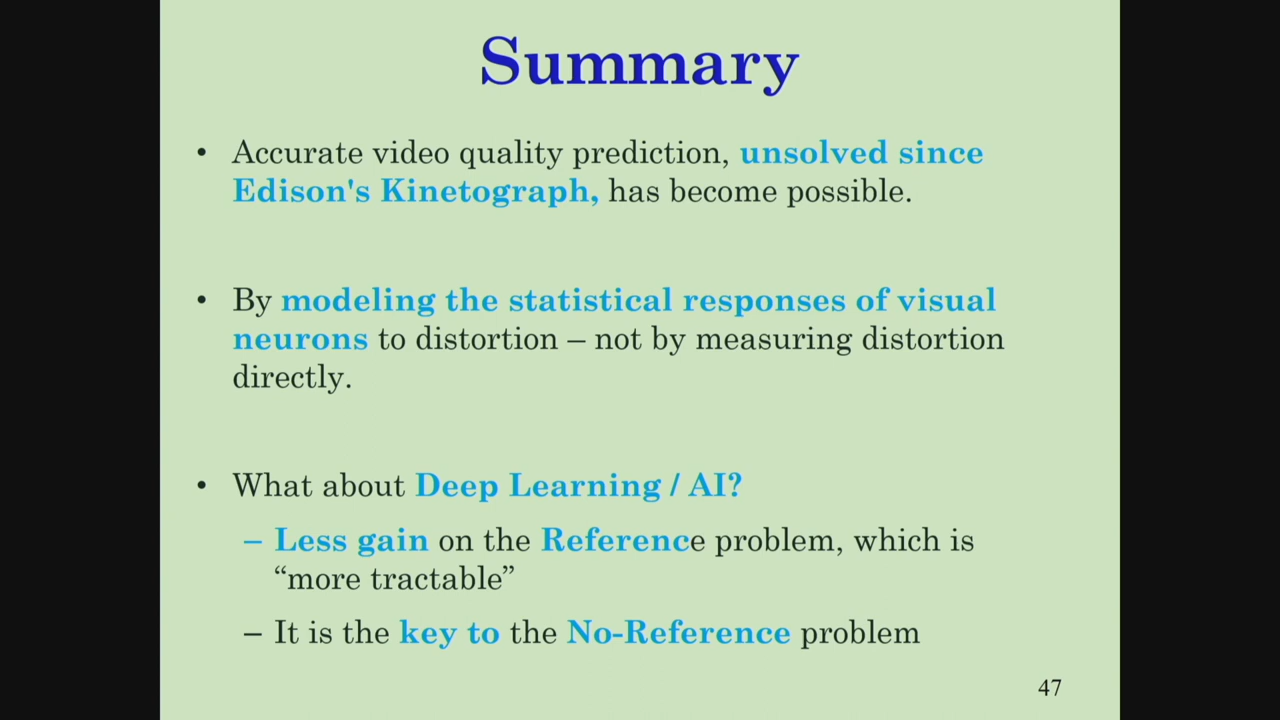 Summary
• Accurate video quality prediction, unsolved since
Edison's Kinetograph, has become possible.
• By modeling the statistical responses of visual
neurons to distortion – not by measuring distortion
directly.
• What about Deep Learning / AI?
– Less gain on the Reference problem, which is
“more tractable”
– It is the key to the No-Reference problem
47